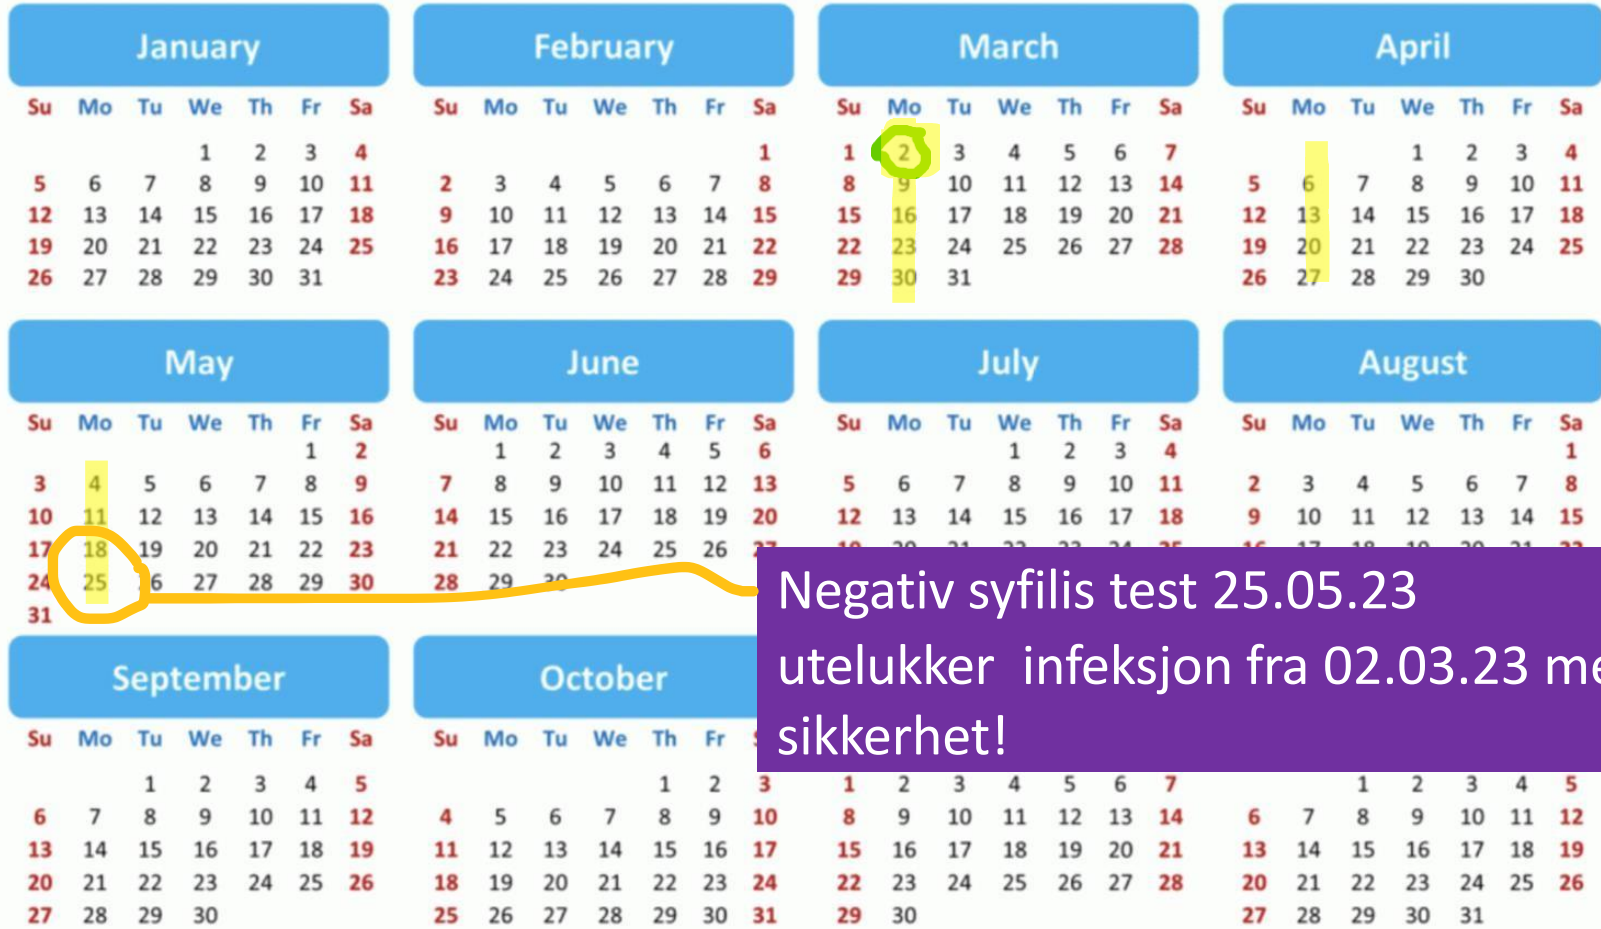 January February March April
Su Mo Tu We Th Fr Sa Su Mo Tu We Th Fr Sa Su Mo Tu We Th Fr Sa Su Mo Tu We Th Fr Sa
1 2 3 4 1 1 2 3 4 5 6 7 1 2 3 4
5 6 7 8 9 10 11 2 3 4 5 6 7 8 8 9 10 11 12 13 14 5 6 7 8 9 10 11
12 13 14 15 16 17 18 9 10 11 12 13 14 15 15 16 17 18 19 20 21 12 13 14 15 16 17 18
19 20 21 22 23 24 25 16 17 18 19 20 21 22 22 23 24 25 26 27 28 19 20 21 22 23 24 25
26 27 28 29 30 31 23 24 25 26 27 28 29 29 30 31 26 27 28 29 30
May June July August
Su Mo Tu We Th Fr Sa Su Mo Tu We Th Fr Sa Su Mo Tu We Th Fr Sa Su Mo Tu We Th Fr Sa
1 2 1 2 3 4 5 6 1 2 3 4 1
3 4 5 6 7 8 9 7 8 9 10 11 12 13 5 6 7 8 9 10 11 2 3 4 5 6 7 8
10 11 12 13 14 15 16 14 15 16 17 18 19 20 12 13 14 15 16 17 18 9 10 11 12 13 14 15
17 18 19 20 21 22 23 21 22 23 24 25 26
24 25 26 27 28 29 30 28 29 30
31
Negativ syfilis test 25.05.23
utelukker infeksjon fra 02.03.23 me
sikkerhet!
September October
Su Mo Tu We Th Fr Sa Su Mo Tu We Th Fr
1 2 3 4 5 1 2 3 1 2 3 4 5 6 7 1 2 3 4 5
6 7 8 9 10 11 12 4 5 6 7 8 9 10 8 9 10 11 12 13 14 6 7 8 9 10 11 12
13 14 15 16 17 18 19 11 12 13 14 15 16 17 15 16 17 18 19 20 21 13 14 15 16 17 18 19
20 21 22 23 24 25 26 18 19 20 21 22 23 24 22 23 24 25 26 27 28 20 21 22 23 24 25 26
27 28 29 30 25 26 27 28 29 30 31 29 30 27 28 29 30 31